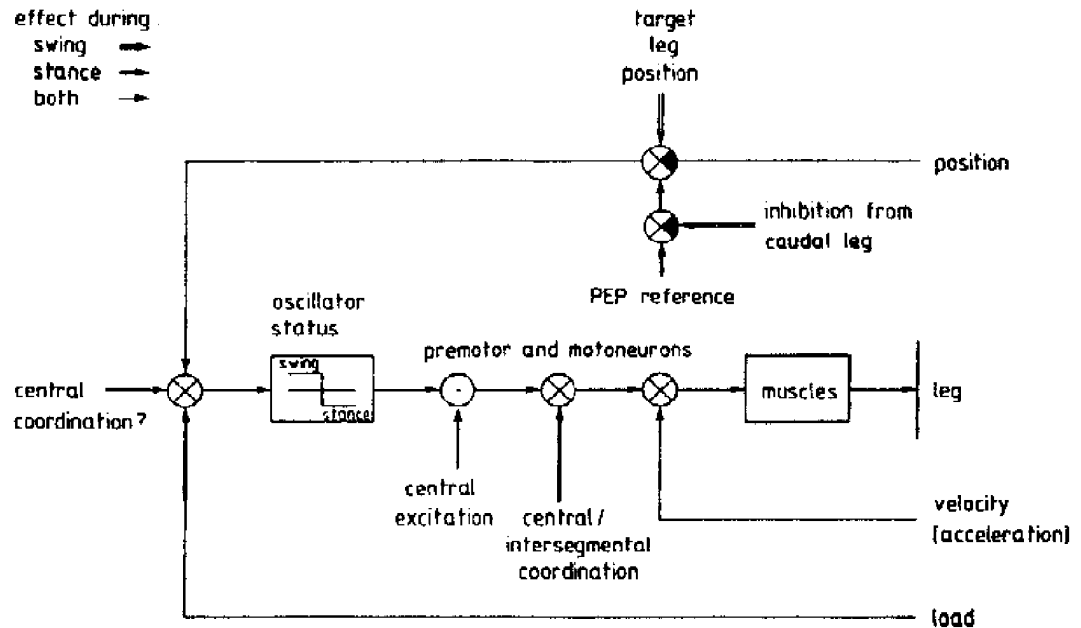 effect during
swing
stance
both
target
leg
position
position
inhibition from
caudal leg
PEP reference
oscillator
status
swing
stance
premotor and motoneurons
central
coordination?
-
muscles
leg
central
excitation
central/
intersegmental
coordination
velocity
(acceleration)
load